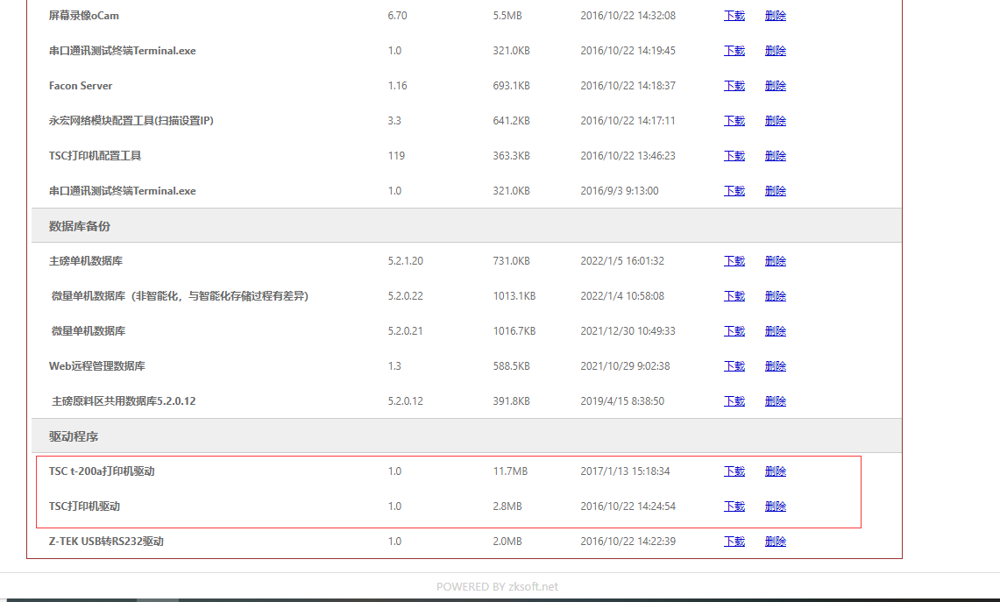 屏幕录像oCam 6.70 5.5MB 2016/10/22 14:32:08 下载 删除
串口通讯测试终端Terminal.exe 1.0 321.0KB 2016/10/22 14:19:45 下载 删除
Facon Server 1.16 693.1KB 2016/10/22 14:18:37 下载 删除
永宏网络模块配置工具(扫描设置IP) 3.3 641.2KB 2016/10/22 14:17:11 下载 删除
TSC打印机配置工具 119 363.3KB 2016/10/22 13:46:23 下载 删除
串口通讯测试终端Terminal.exe 1.0 321.0KB 2016/9/3 9:13:00 下载 删除
数据库备份
主磅单机数据库 5.2.1.20 731.0KB 2022/1/5 16:01:32 下载 删除
微量单机数据库（非智能化，与智能化存储过程有差异） 5.2.0.22 1013.1KB 2022/1/4 10:58:08 下载 删除
微量单机数据库 5.2.0.21 1016.7KB 2021/12/30 10:49:33 下载 删除
Web远程管理数据库 1.3 588.5KB 2021/10/29 9:02:38 下载 删除
主磅原料区共用数据库5.2.0.12 5.2.0.12 391.8KB 2019/4/15 8:38:50 下载 删除
驱动程序
TSC t-200a打印机驱动 1.0 11.7MB 2017/1/13 15:18:34 下载 删除
TSC打印机驱动 1.0 2.8MB 2016/10/22 14:24:54 下载 删除
Z-TEK USB转RS232驱动 1.0 2.0MB 2016/10/22 14:22:39 下载 删除
POWERED BY zksoft.net